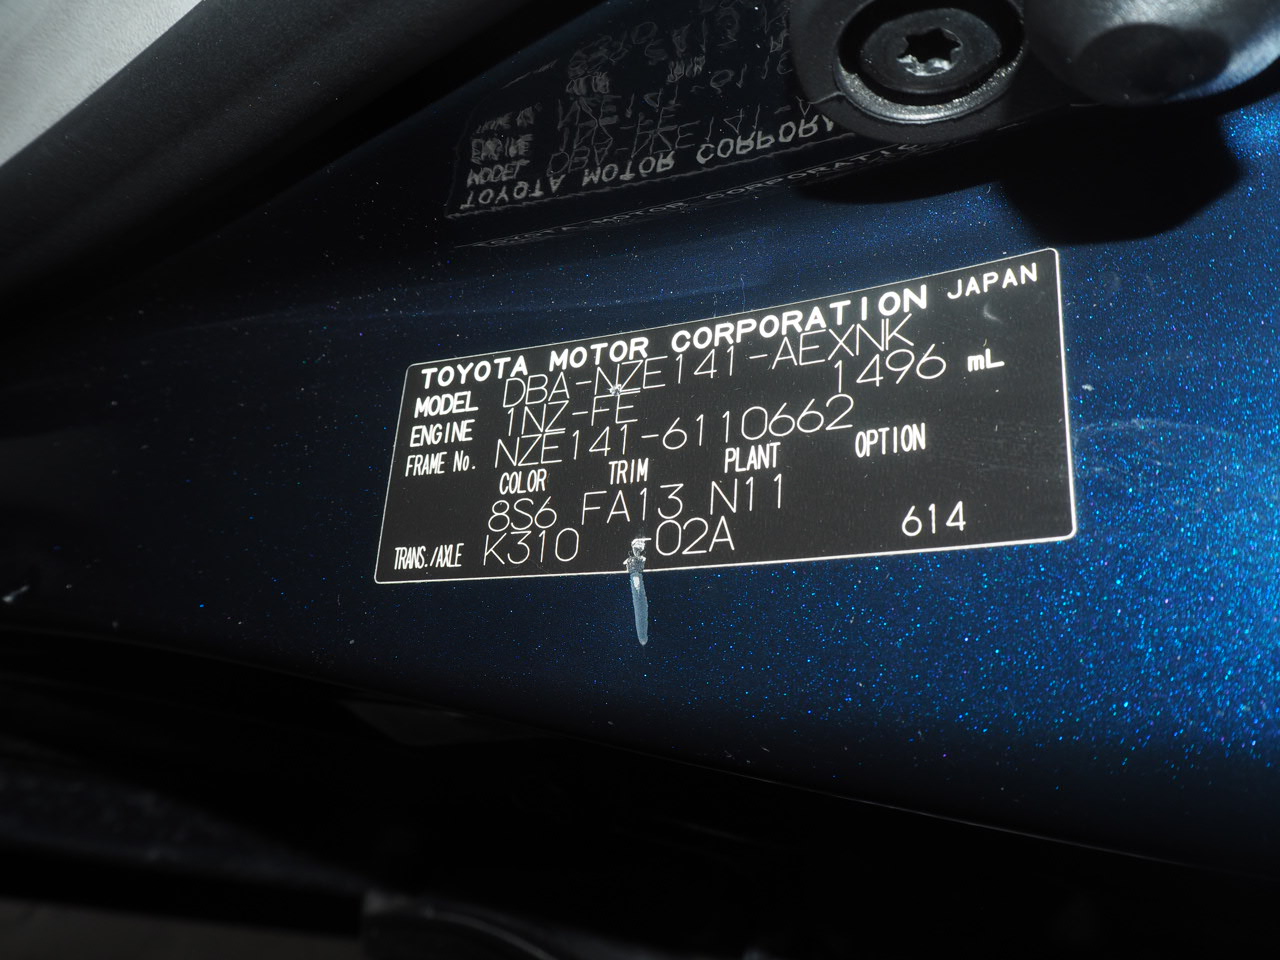 TOYOTA MOTOR CORPORATION JAPAN
MODEL DBA-NZE141-AEXNK
ENGINE 1NZ-FE 1496 mL
FRAME No. NZE141-6110662
COLOR TRIM PLANT OPTION
8S6 FA13 N11
TRANS./AXLE K310 -02A 614